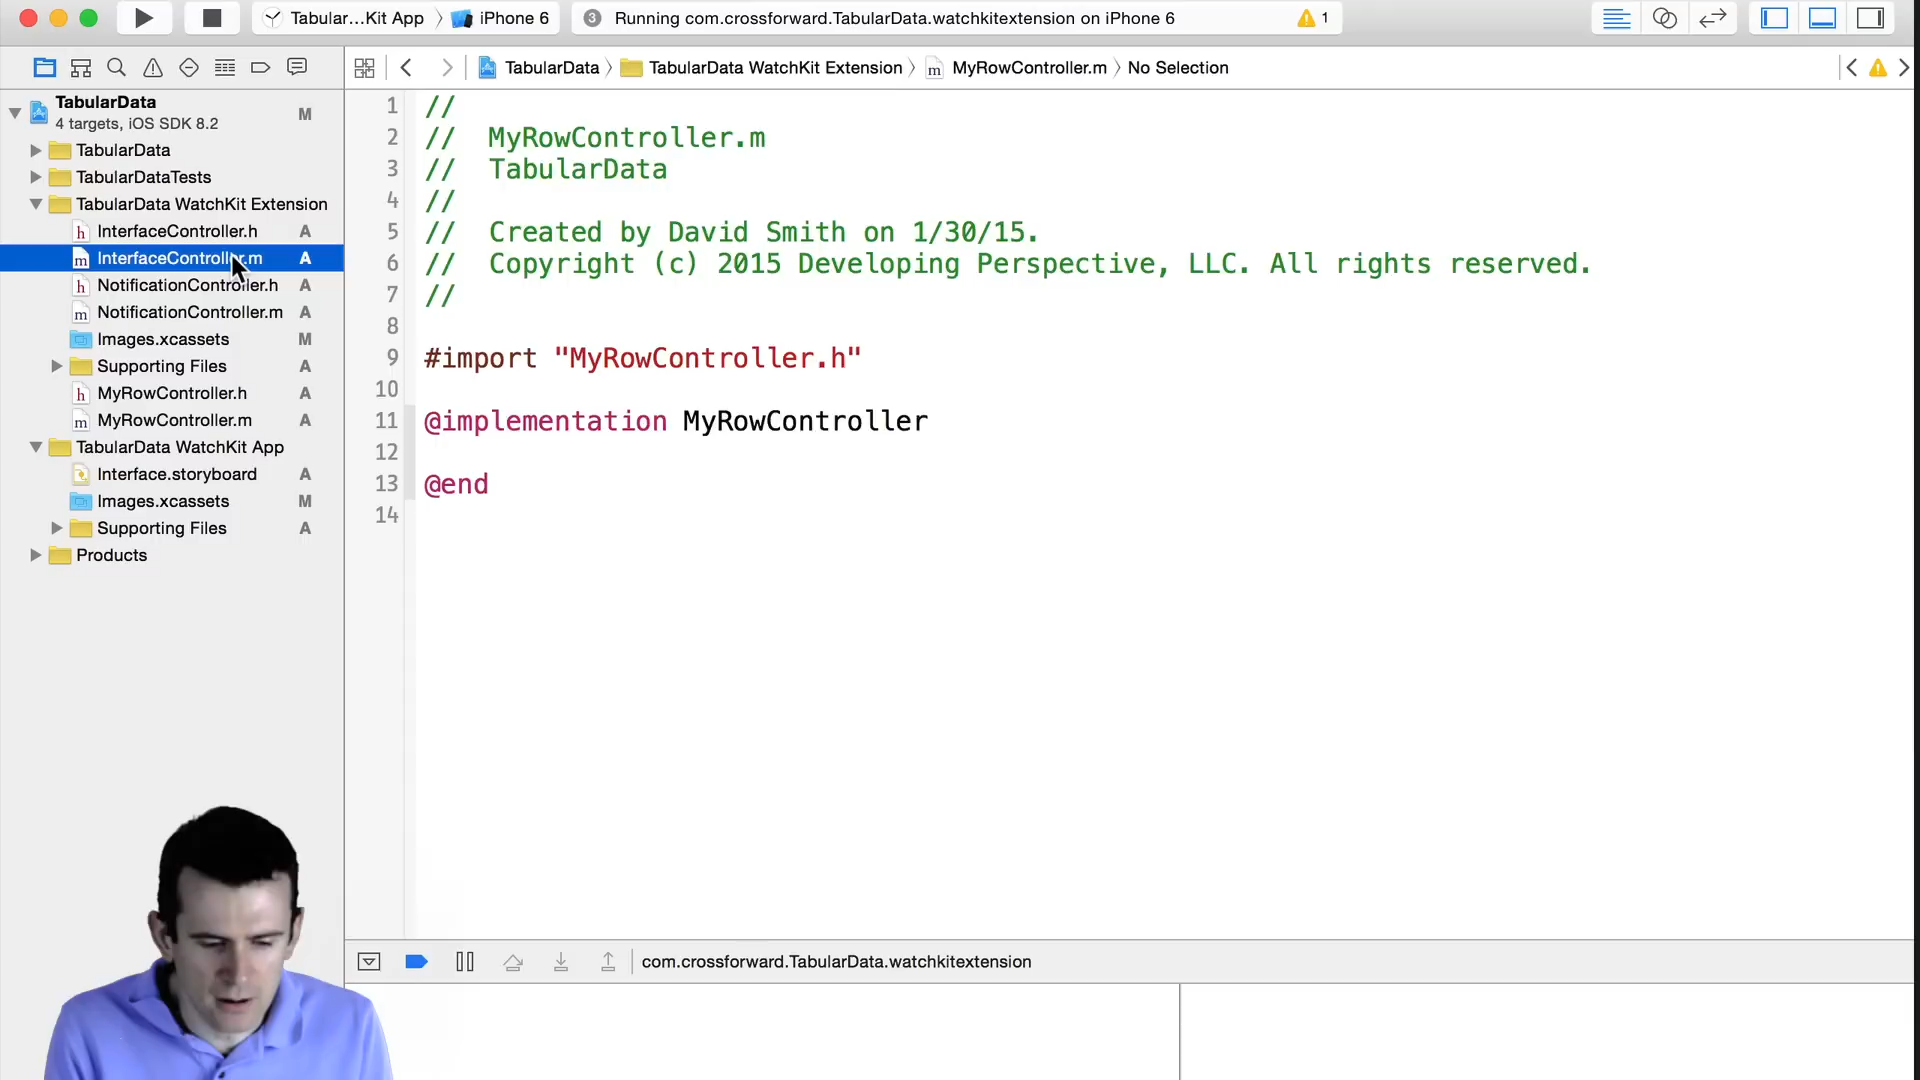 Tabular...Kit App
iPhone 6
3 Running com.crossforward.TabularData.watchkitextension on iPhone 6
1
TabularData
TabularData WatchKit Extension
m MyRowController.m
No Selection
TabularData
4 targets, iOS SDK 8.2
M
TabularData
TabularDataTests
TabularData WatchKit Extension
h InterfaceController.h A
m InterfaceController.m A
h NotificationController.h A
m NotificationController.m A
Images.xcassets M
Supporting Files A
h MyRowController.h A
m MyRowController.m A
TabularData WatchKit App
Interface.storyboard A
Images.xcassets M
Supporting Files A
Products
1 //
2 // MyRowController.m
3 // TabularData
4 //
5 // Created by David Smith on 1/30/15.
6 // Copyright (c) 2015 Developing Perspective, LLC. All rights reserved.
7 //
8
9 #import "MyRowController.h"
10
11 @implementation MyRowController
12
13 @end
14
com.crossforward.TabularData.watchkitextension